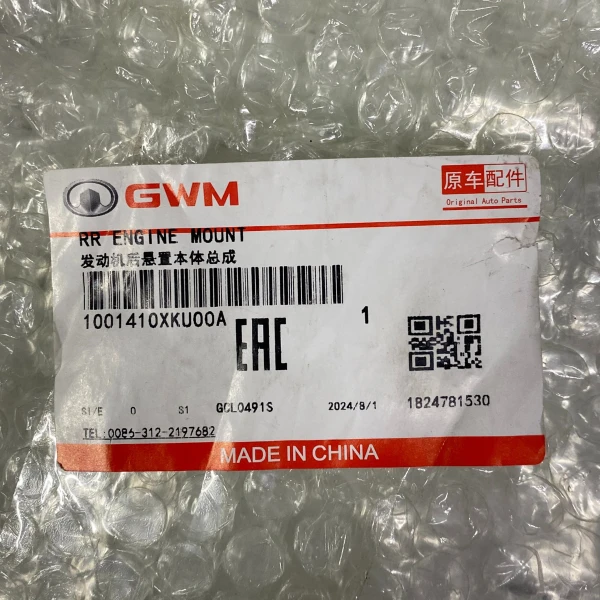 GWM
原车配件
Original Auto Parts
RR ENGINE MOUNT
发动机后悬置本体总成
1001410XKU00A
1
EAC
SI/E 0 S1 GCL0491S 2024/8/1 1824781530
TEL:0086-312-2197682
MADE IN CHINA